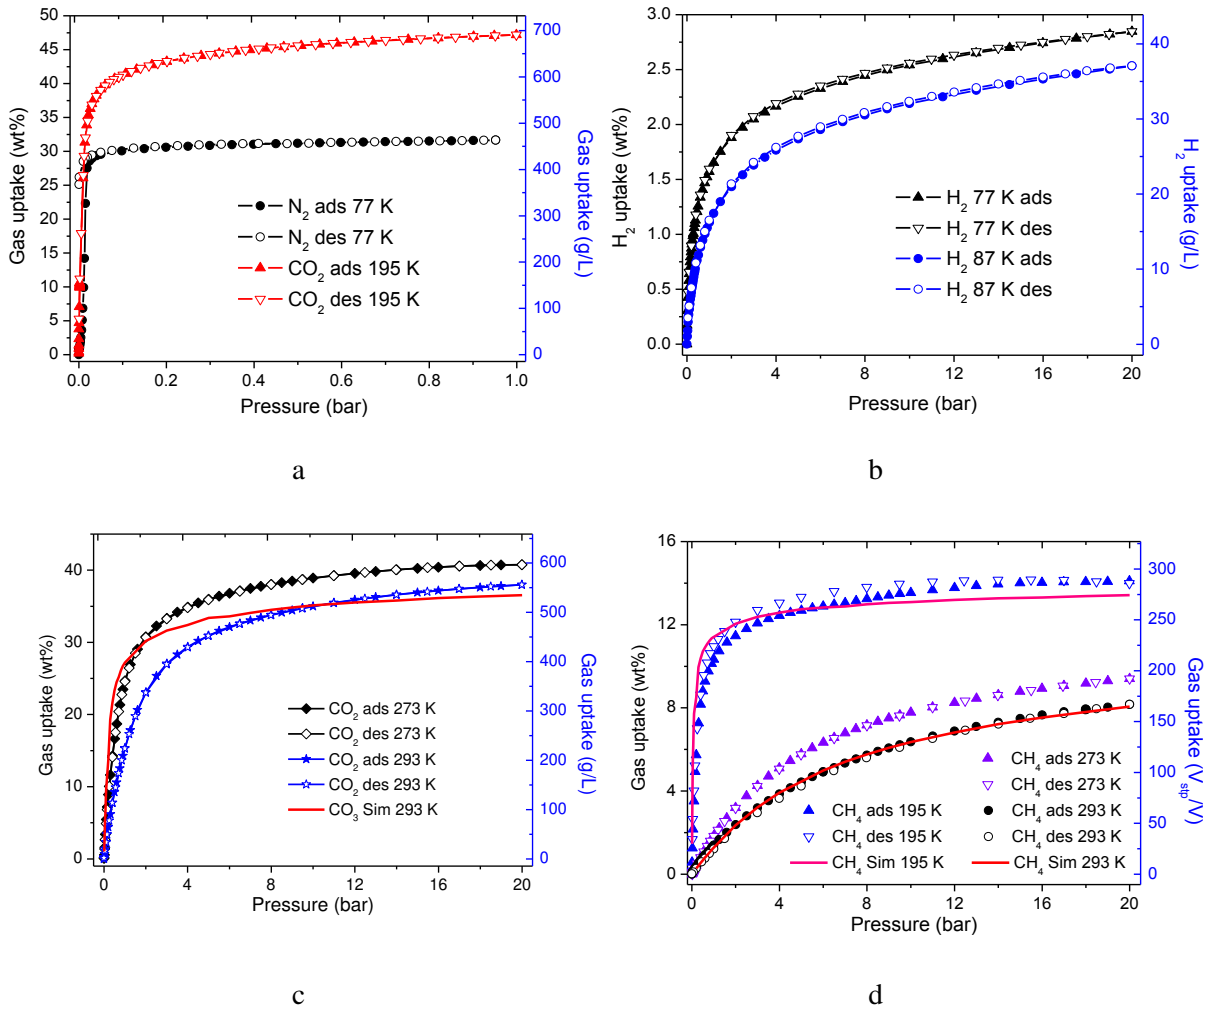 50
45
40
35
30
25
20
15
10
5
0
Gas uptake (wt%)
700
600
500
400
300
200
100
0
Gas uptake (g/L)
N2 ads 77 K
N2 des 77 K
CO2 ads 195 K
CO2 des 195 K
0.0 0.2 0.4 0.6 0.8 1.0
Pressure (bar)
a
3.0
2.5
2.0
1.5
1.0
0.5
0.0
H2 uptake (wt%)
40
30
20
10
0
H2 uptake (g/L)
H2 77 K ads
H2 77 K des
H2 87 K ads
H2 87 K des
0 4 8 12 16 20
Pressure (bar)
b
40
30
20
10
0
Gas uptake (wt%)
600
500
400
300
200
100
0
Gas uptake (g/L)
CO2 ads 273 K
CO2 des 273 K
CO2 ads 293 K
CO2 des 293 K
CO3 Sim 293 K
0 4 8 12 16 20
Pressure (bar)
c
16
12
8
4
0
Gas uptake (wt%)
300
250
200
150
100
50
0
Gas uptake (Vstp/V)
CH4 ads 273 K
CH4 des 273 K
CH4 ads 195 K CH4 ads 293 K
CH4 des 195 K CH4 des 293 K
CH4 Sim 195 K CH4 Sim 293 K
0 4 8 12 16 20
Pressure (bar)
d